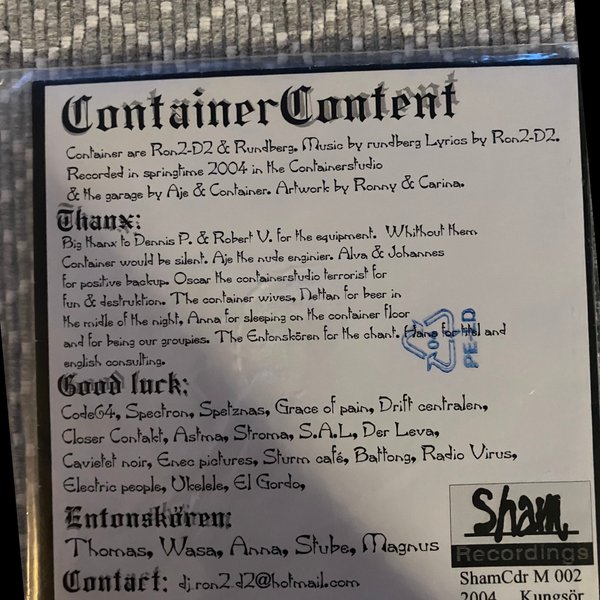 ContainerContent
Container are Ron2-D2 & Rundberg. Music by rundberg Lyrics by Ron2-D2.
Recorded in springtime 2004 in the Containerstudio
& the garage by Aje & Container. Artwork by Ronny & Carina.
Thanx:
Big thanx to Dennis P. & Robert V. for the equipment. Whithout them
Container would be silent. Aje the nude enginier. Alva & Johannes
for positive backup. Oscar the containerstudio terrorist for
fun & destruktion. The container wives, Nettan for beer in
the midle of the night, Anna for sleeping on the container floor
and for being our groupies. The Entonskören for the chant. Hans for titel and
english consulting.
04
PE-LD
Good luck:
Code64, Spectron, Spetznas, Grace of pain, Drift centralen,
Closer Contakt, Astma, Stroma, S.A.L, Der Leva,
Cavietet noir, Enec pictures, Sturm café, Battong, Radio Virus,
Electric people, Ukelele, El Gordo,
Entonskören:
Thomas, Wasa, Anna, Stube, Magnus
Contact: dj.ron2.d2@hotmail.com
Sham
Recordings
ShamCdr M 002
2004 Kungsör